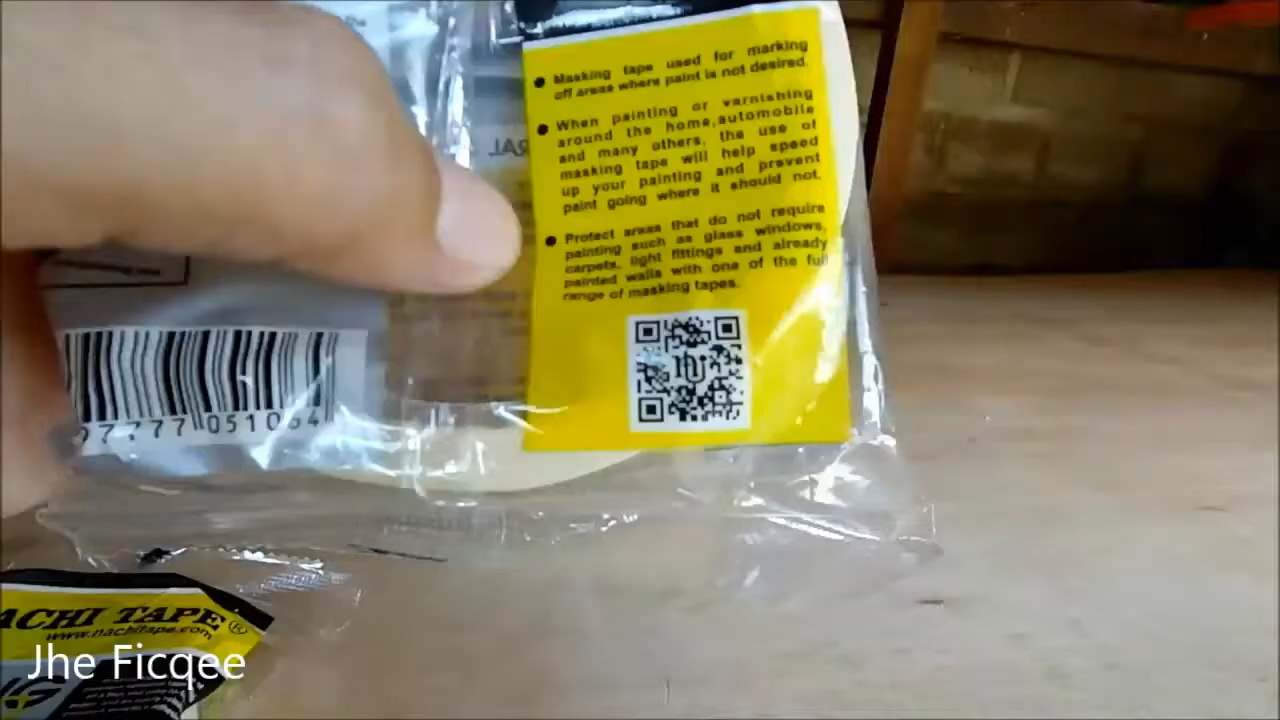 Masking tape used for marking
off areas where paint is not desired.
When painting or varnishing
around the home,automobile
and many others, the use of
masking tape will help speed
up your painting and prevent
paint going where it should not.
Protect areas that do not require
painting such as glass windows,
carpets, light fittings and already
painted walls with one of the full
range of masking tapes.
77777 051064
ACHI TAPE®
www.nachitape.com
Jhe Ficqee